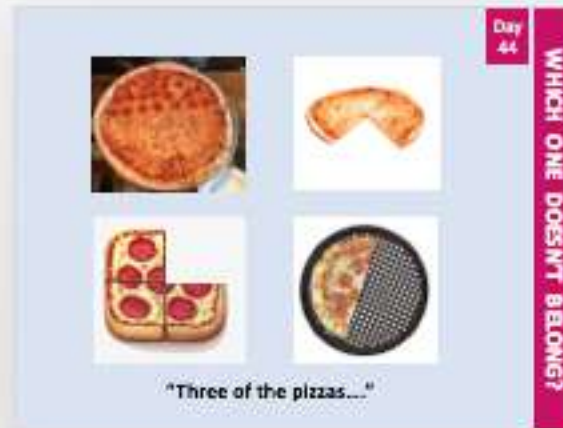 Day
44
WHICH ONE DOESN'T BELONG?
"Three of the pizzas...."